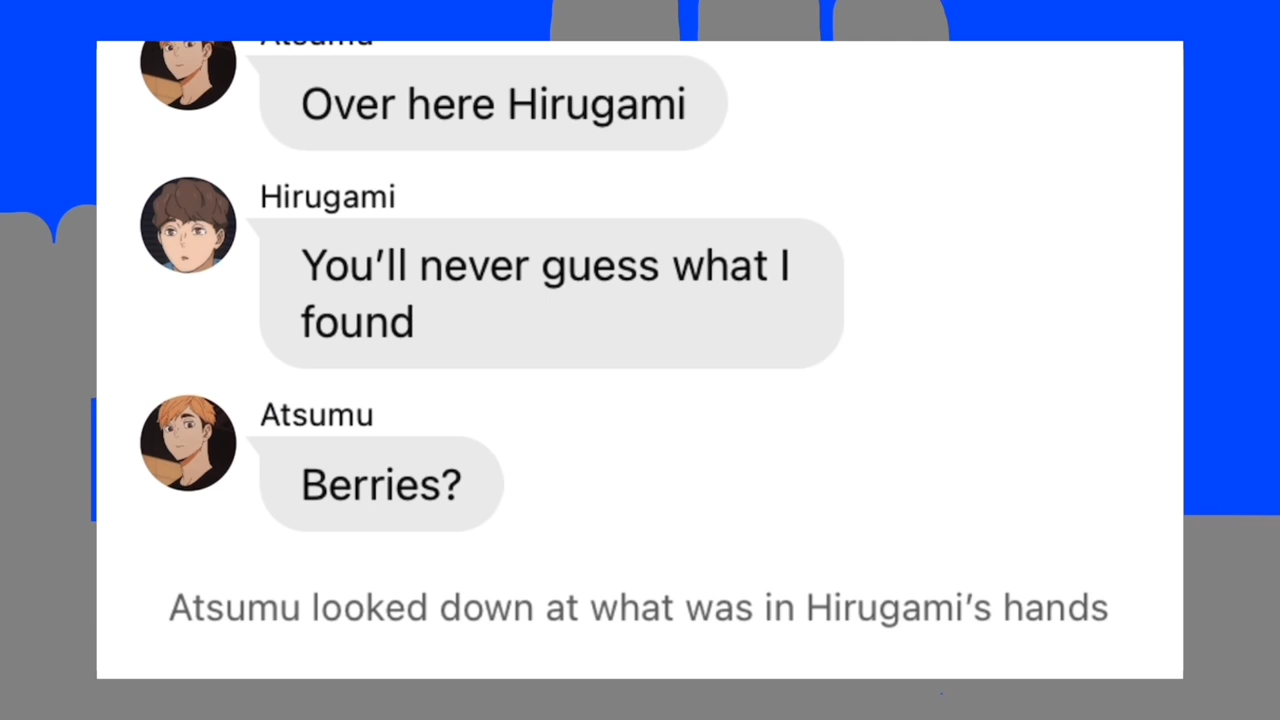 Atsumu
Over here Hirugami
Hirugami
You’ll never guess what I
found
Atsumu
Berries?
Atsumu looked down at what was in Hirugami’s hands